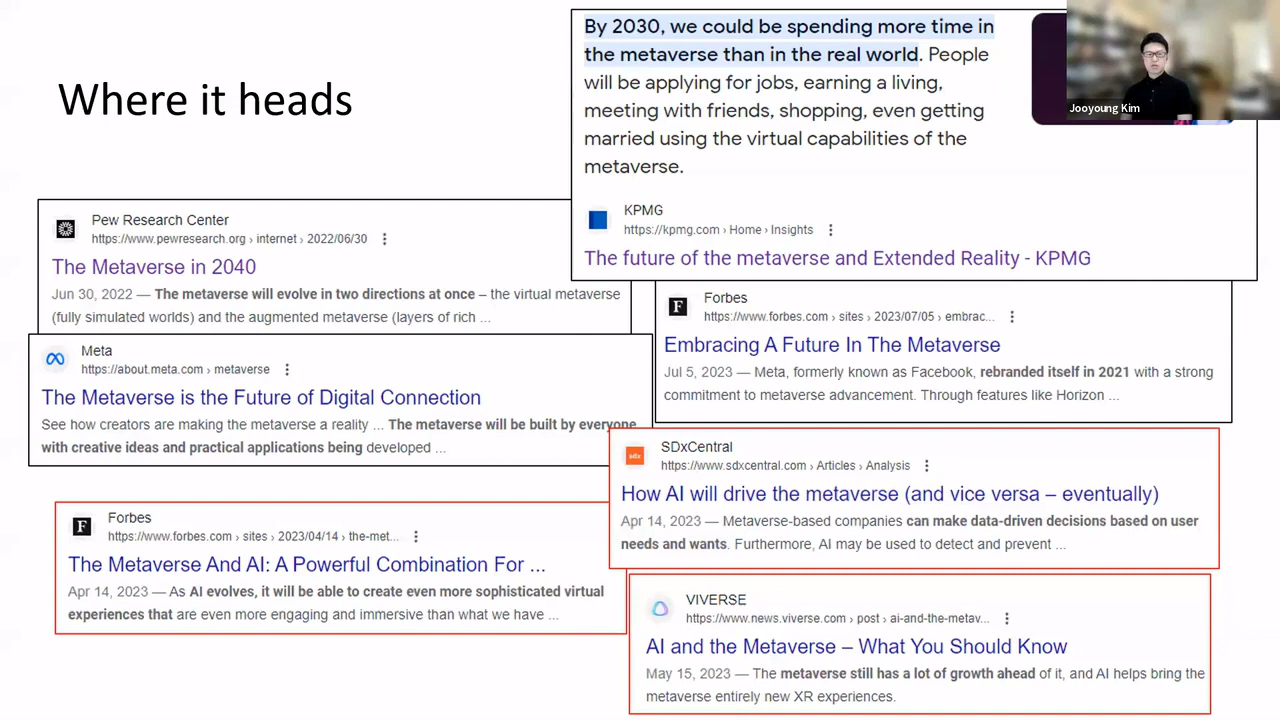 Where it heads
By 2030, we could be spending more time in
the metaverse than in the real world. People
will be applying for jobs, earning a living,
meeting with friends, shopping, even getting
married using the virtual capabilities of the
metaverse.
KPMG
https://kpmg.com › Home › Insights
The future of the metaverse and Extended Reality - KPMG
Jooyoung Kim
Pew Research Center
https://www.pewresearch.org › internet › 2022/06/30
The Metaverse in 2040
Jun 30, 2022 — The metaverse will evolve in two directions at once – the virtual metaverse
(fully simulated worlds) and the augmented metaverse (layers of rich ...
F
Forbes
https://www.forbes.com › sites › 2023/07/05 › embrac...
Embracing A Future In The Metaverse
Jul 5, 2023 — Meta, formerly known as Facebook, rebranded itself in 2021 with a strong
commitment to metaverse advancement. Through features like Horizon ...
Meta
https://about.meta.com › metaverse
The Metaverse is the Future of Digital Connection
See how creators are making the metaverse a reality ... The metaverse will be built by everyone
with creative ideas and practical applications being developed ...
sdx
SDxCentral
https://www.sdxcentral.com › Articles › Analysis
How AI will drive the metaverse (and vice versa – eventually)
Apr 14, 2023 — Metaverse-based companies can make data-driven decisions based on user
needs and wants. Furthermore, AI may be used to detect and prevent ...
F
Forbes
https://www.forbes.com › sites › 2023/04/14 › the-met...
The Metaverse And AI: A Powerful Combination For ...
Apr 14, 2023 — As AI evolves, it will be able to create even more sophisticated virtual
experiences that are even more engaging and immersive than what we have ...
VIVERSE
https://www.news.viverse.com › post › ai-and-the-metav...
AI and the Metaverse – What You Should Know
May 15, 2023 — The metaverse still has a lot of growth ahead of it, and AI helps bring the
metaverse entirely new XR experiences.